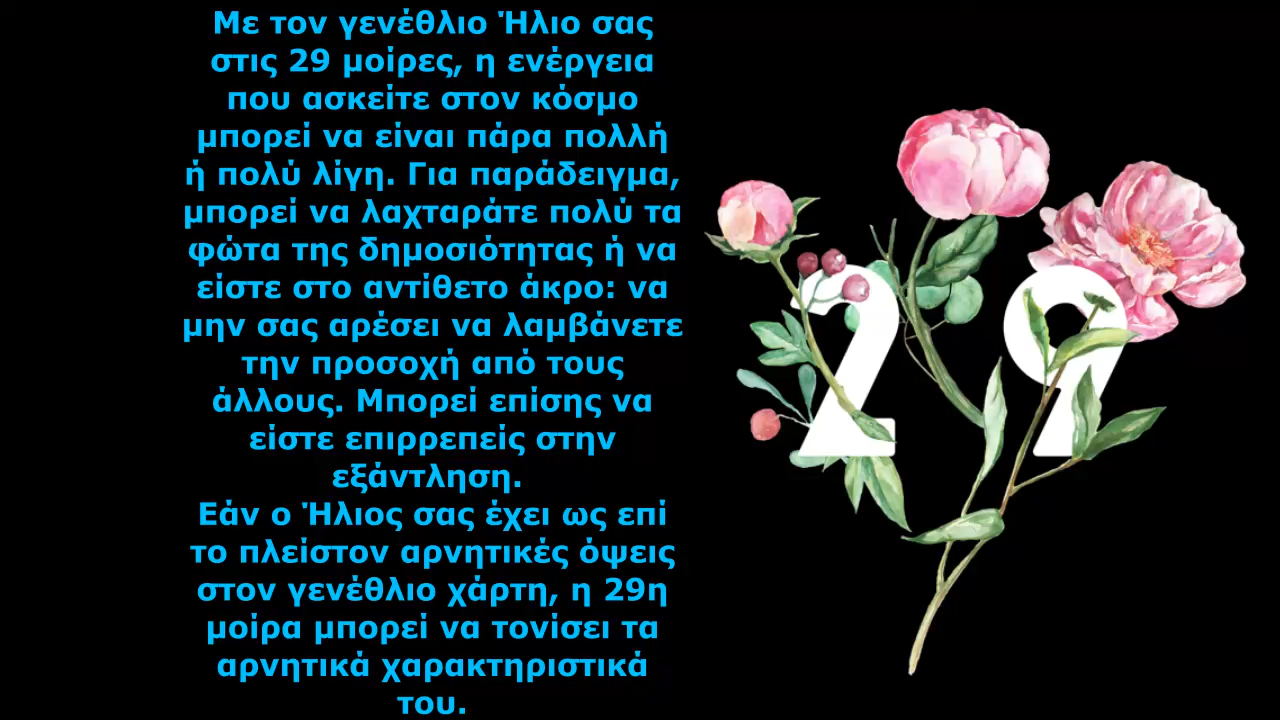 Με τον γενέθλιο Ήλιο σας
στις 29 μοίρες, η ενέργεια
που ασκείτε στον κόσμο
μπορεί να είναι πάρα πολλή
ή πολύ λίγη. Για παράδειγμα,
μπορεί να λαχταράτε πολύ τα
φώτα της δημοσιότητας ή να
είστε στο αντίθετο άκρο: να
μην σας αρέσει να λαμβάνετε
την προσοχή από τους
άλλους. Μπορεί επίσης να
είστε επιρρεπείς στην
εξάντληση.
Εάν ο Ήλιος σας έχει ως επί
το πλείστον αρνητικές όψεις
στον γενέθλιο χάρτη, η 29η
μοίρα μπορεί να τονίσει τα
αρνητικά χαρακτηριστικά
του.
29